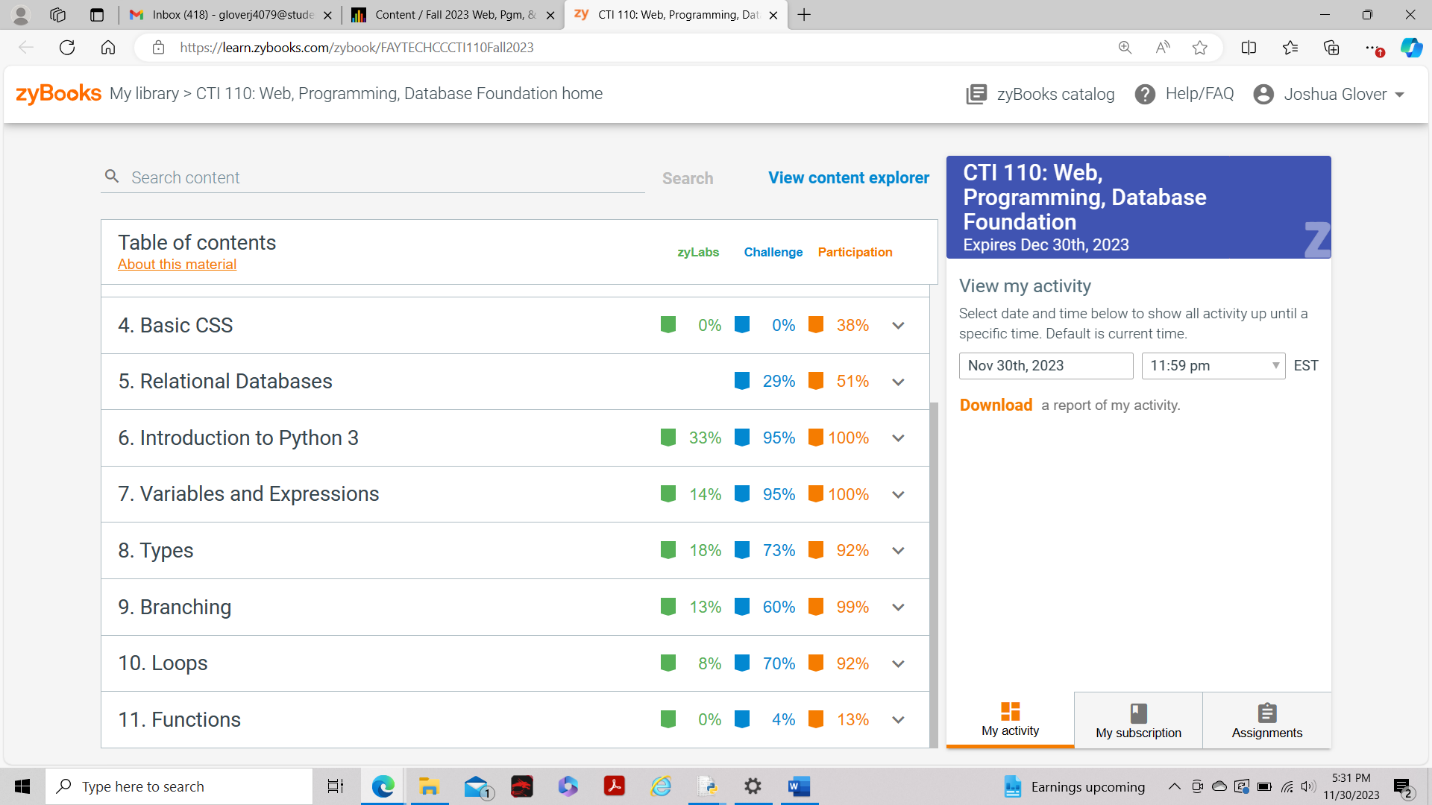 Inbox (418) - gloverj4079@stude
Content / Fall 2023 Web, Pgm, &
zy CTI 110: Web, Programming, Dat
https://learn.zybooks.com/zybook/FAYTECHCCCTI110Fall2023
zyBooks My library > CTI 110: Web, Programming, Database Foundation home
zyBooks catalog
Help/FAQ
Joshua Glover
Search content
Search
View content explorer
Table of contents
About this material
zyLabs Challenge Participation
4. Basic CSS 0% 0% 38%
5. Relational Databases 29% 51%
6. Introduction to Python 3 33% 95% 100%
7. Variables and Expressions 14% 95% 100%
8. Types 18% 73% 92%
9. Branching 13% 60% 99%
10. Loops 8% 70% 92%
11. Functions 0% 4% 13%
CTI 110: Web,
Programming, Database
Foundation
Expires Dec 30th, 2023
View my activity
Select date and time below to show all activity up until a
specific time. Default is current time.
Nov 30th, 2023 11:59 pm EST
Download a report of my activity.
My activity My subscription Assignments
Type here to search
1
Earnings upcoming
5:31 PM
11/30/2023
2